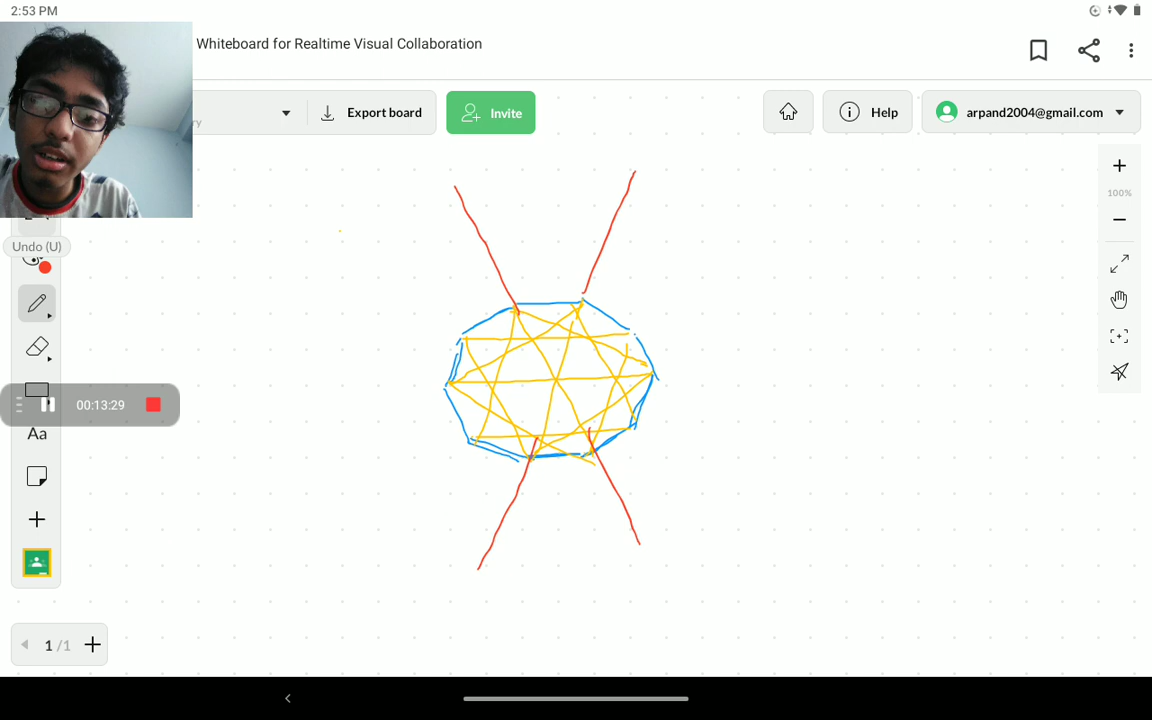 2:53 PM
Whiteboard for Realtime Visual Collaboration
ry
Export board
Invite
Help
arpand2004@gmail.com
100%
Undo (U)
00:13:29
Aa
1 /1